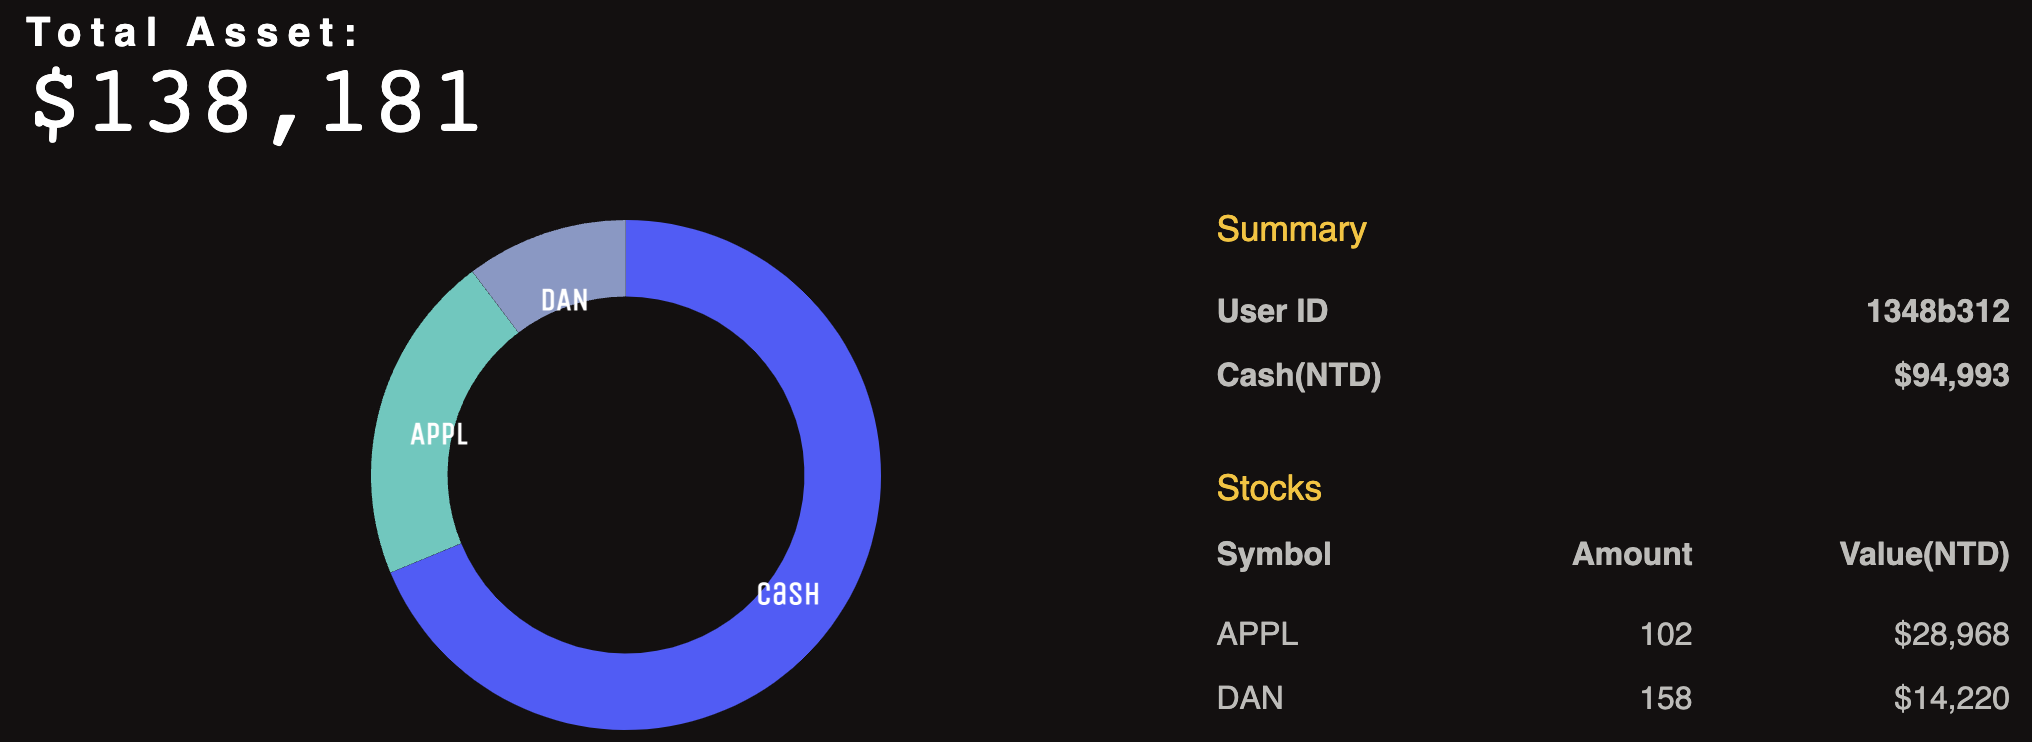 Total Asset:
$138,181
DAN
APPL
CaSH
Summary
User ID 1348b312
Cash(NTD) $94,993
Stocks
Symbol Amount Value(NTD)
APPL 102 $28,968
DAN 158 $14,220